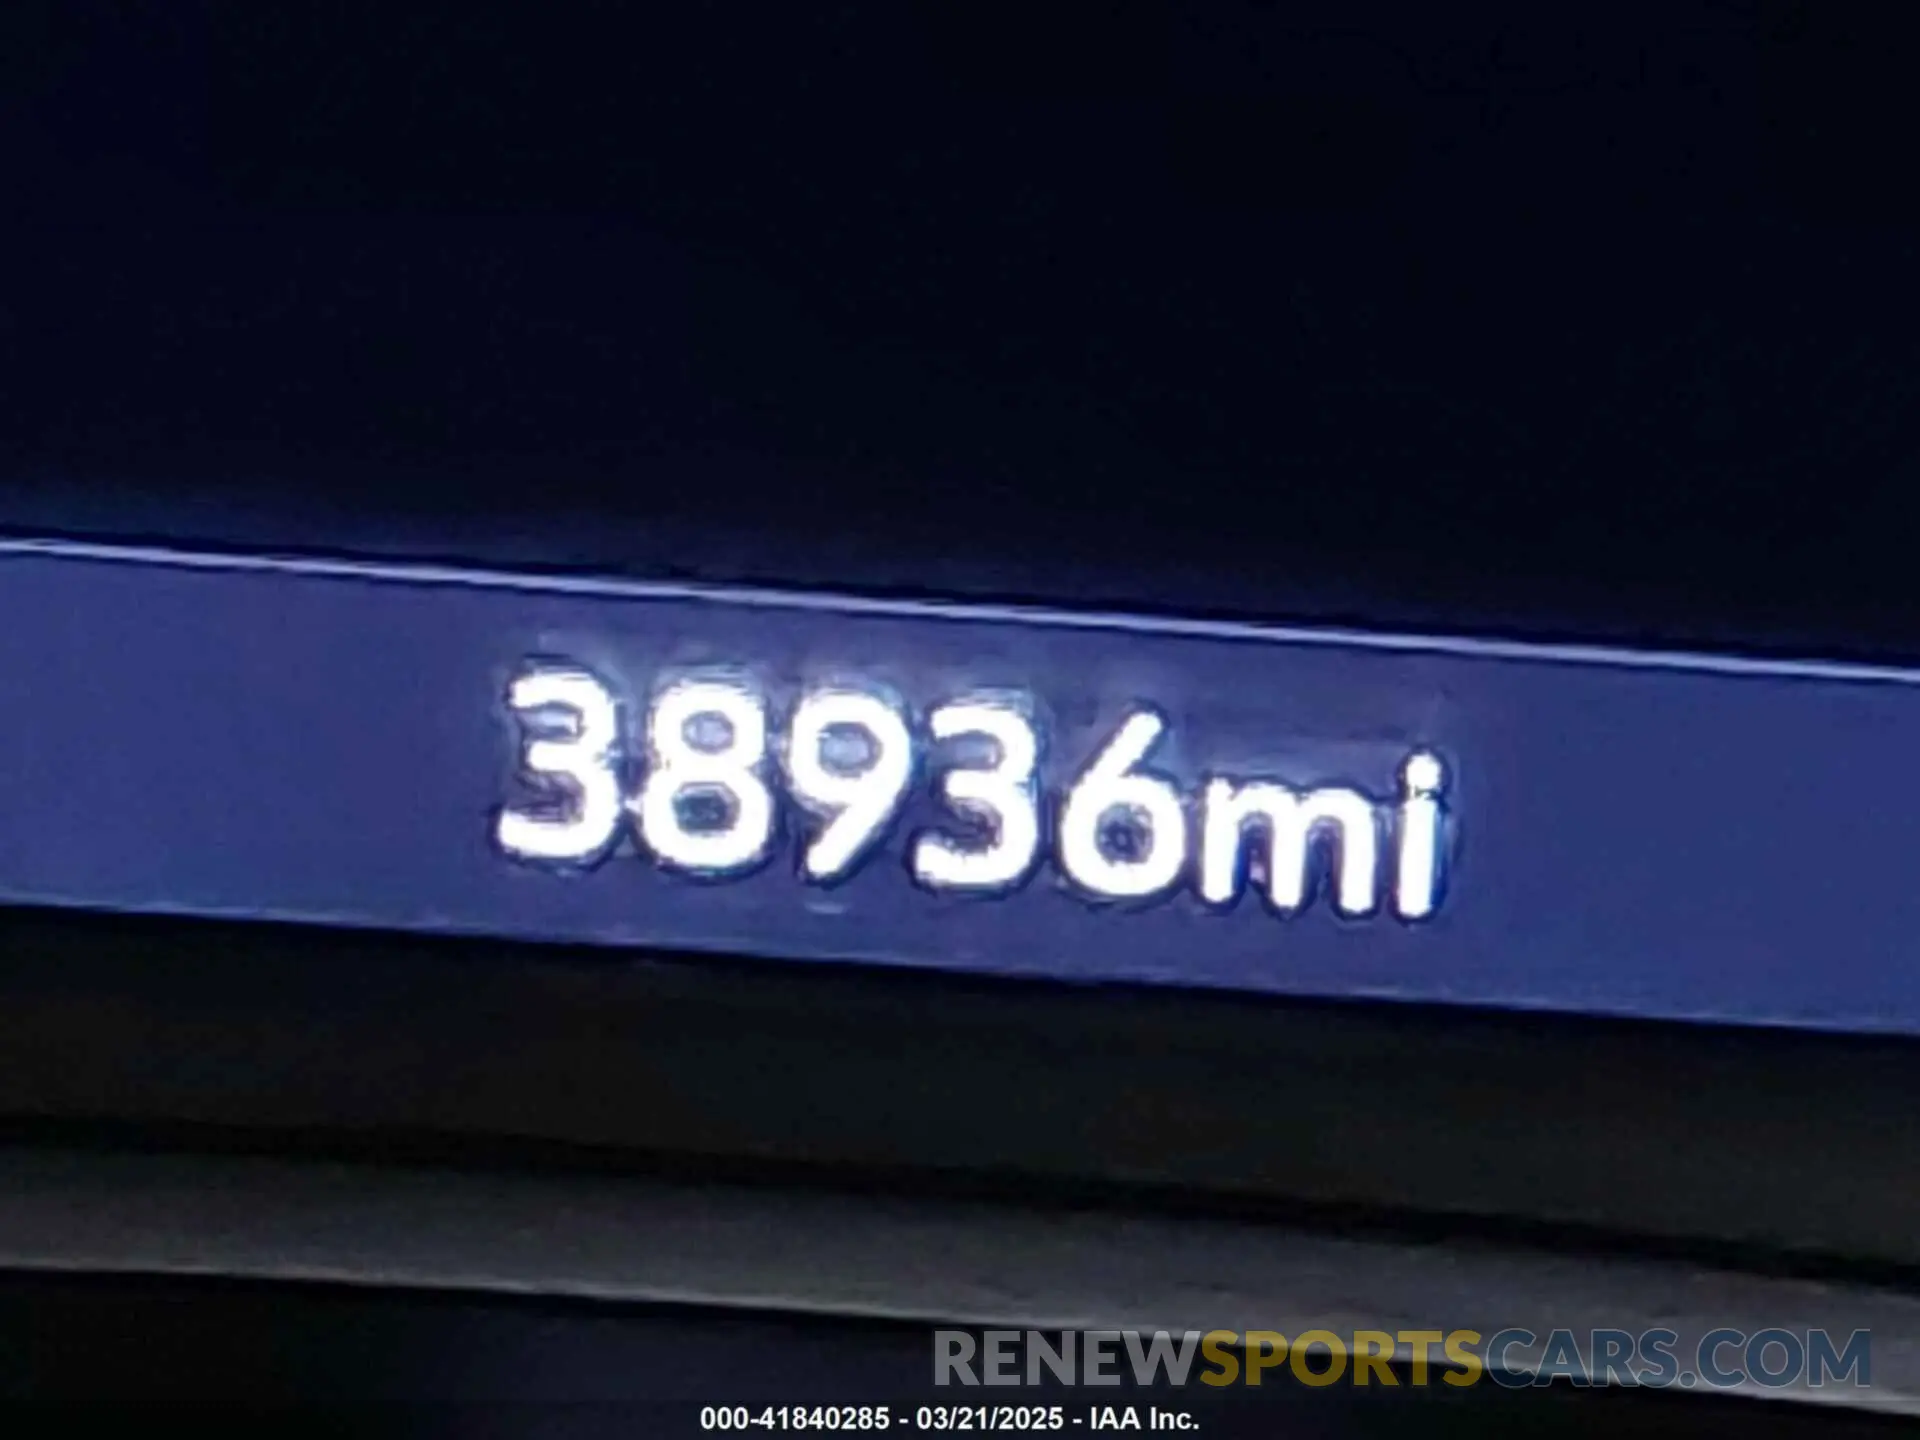 38936mi
RENEWSPORTSCARS.COM
000-41840285 - 03/21/2025 - IAA Inc.